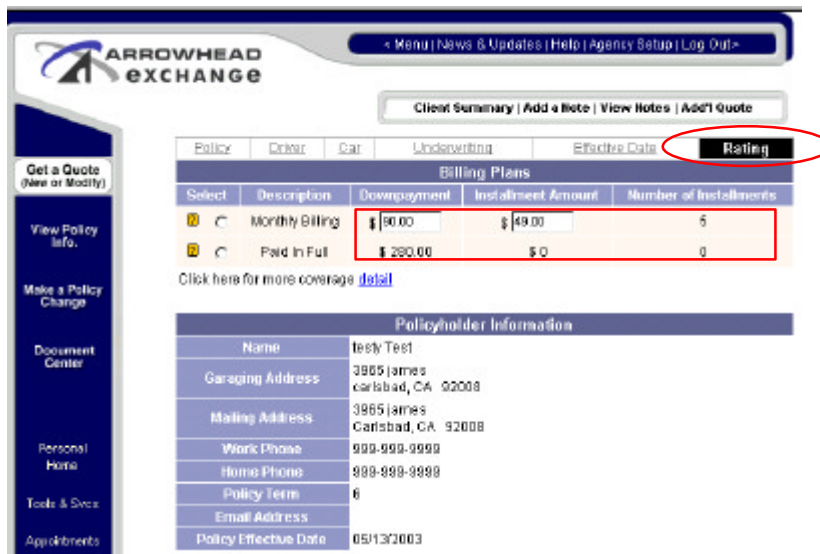 ARROWHEAD
eXCHANGe
< Menu | News & Updates | Help | Agency Setup | Log Out>
Client Summary | Add a Note | View Notes | Add'l Quote
Policy Driver Car Underwriting Effective Date Rating
Billing Plans
Select Description Downpayment Installment Amount Number of Installments
Monthly Billing $ 90.00 $ 49.00 5
Paid In Full $ 280.00 $ 0 0
Click here for more coverage detail
Get a Quote
(New or Modify)
View Policy
Info.
Make a Policy
Change
Document
Center
Personal
Home
Tools & Svcs
Appointments
Policyholder Information
Name testy Test
Garaging Address 3965 james
carlsbad, CA 92008
Mailing Address 3965 james
Carlsbad, CA 92008
Work Phone 999-999-9999
Home Phone 999-999-9999
Policy Term 6
Email Address
Policy Effective Date 05/13/2003